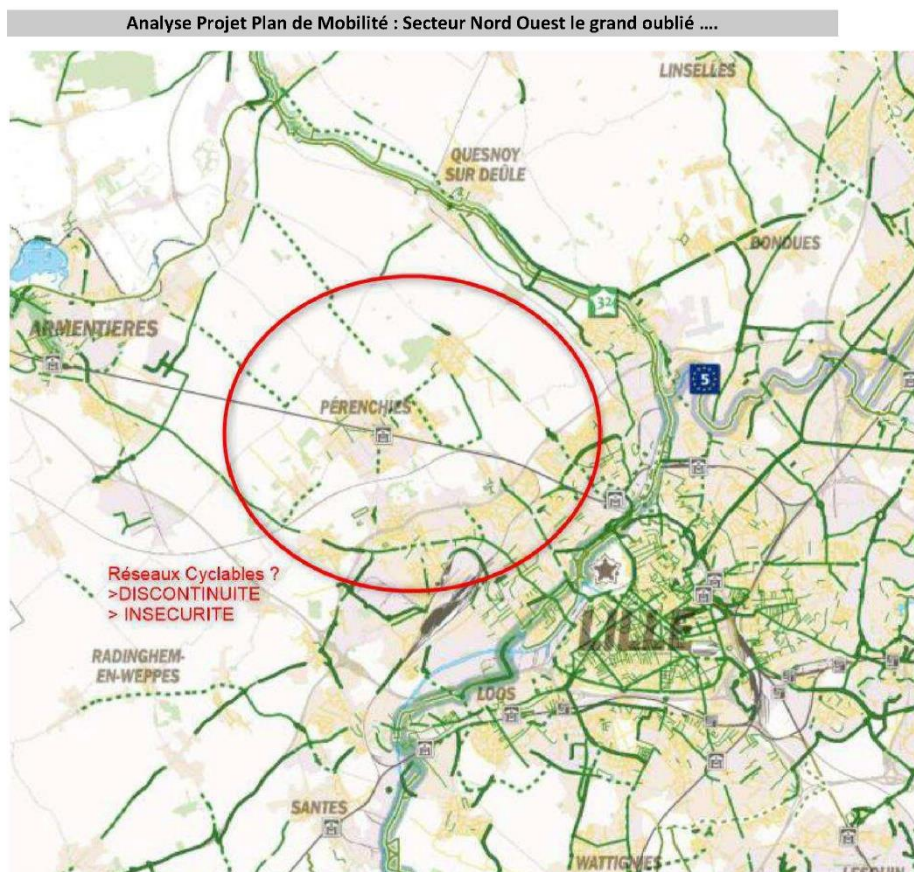 Analyse Projet Plan de Mobilité : Secteur Nord Ouest le grand oublié ....
LINSELLES
QUESNOY
SUR DEÛLE
BONDUES
32
ARMENTIERES
5
PÉRENCHIES
Réseaux Cyclables ?
>DISCONTINUITE
> INSECURITE
LILLE
RADINGHEM-
EN-WEPPES
LOOS
SANTES
WATTIGNIES
LESQUIN